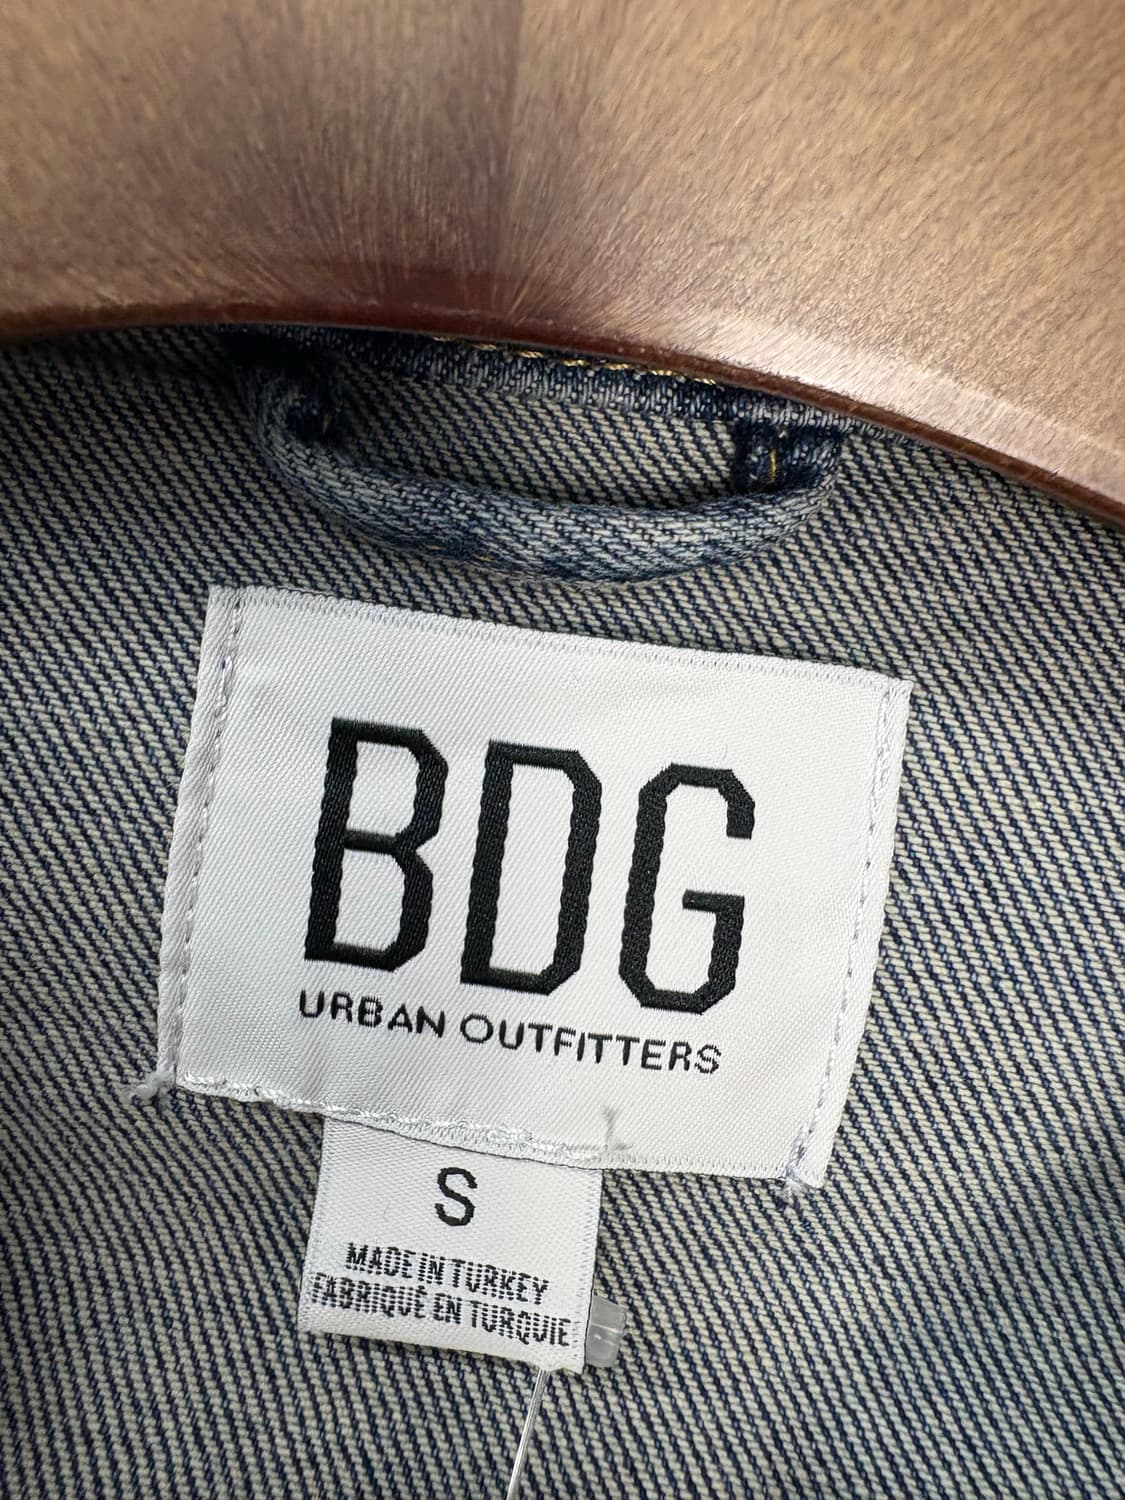 BDG
URBAN OUTFITTERS
S
MADE IN TURKEY
FABRIQUÉ EN TURQUIE